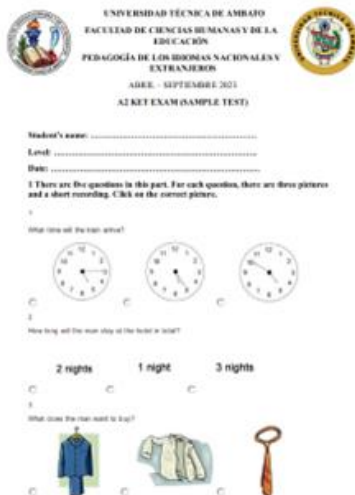 UNIVERSIDAD TÉCNICA DE AMBATO
FACULTAD DE CIENCIAS HUMANAS Y DE LA
EDUCACIÓN
PEDAGOGÍA DE LOS IDIOMAS NACIONALES Y
EXTRANJEROS
ABRIL – SEPTIEMBRE 2023
A2 KET EXAM (SAMPLE TEST)
Student's name:
Level:
Date:
1 There are five questions in this part. For each question, there are three pictures
and a short recording. Click on the correct picture.
1
What time will the train arrive?
2
How long will the man stay at the hotel in total?
2 nights 1 night 3 nights
3
What does the man want to buy?